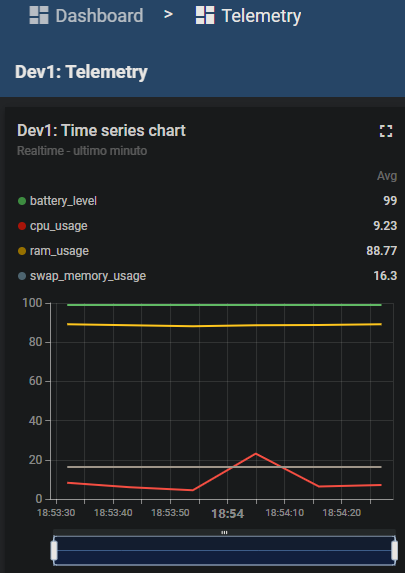 Dashboard > Telemetry
Dev1: Telemetry
Dev1: Time series chart
Realtime - ultimo minuto
Avg
battery_level 99
cpu_usage 9.23
ram_usage 88.77
swap_memory_usage 16.3
100
80
60
40
20
0
18:53:30 18:53:40 18:53:50 18:54 18:54:10 18:54:20